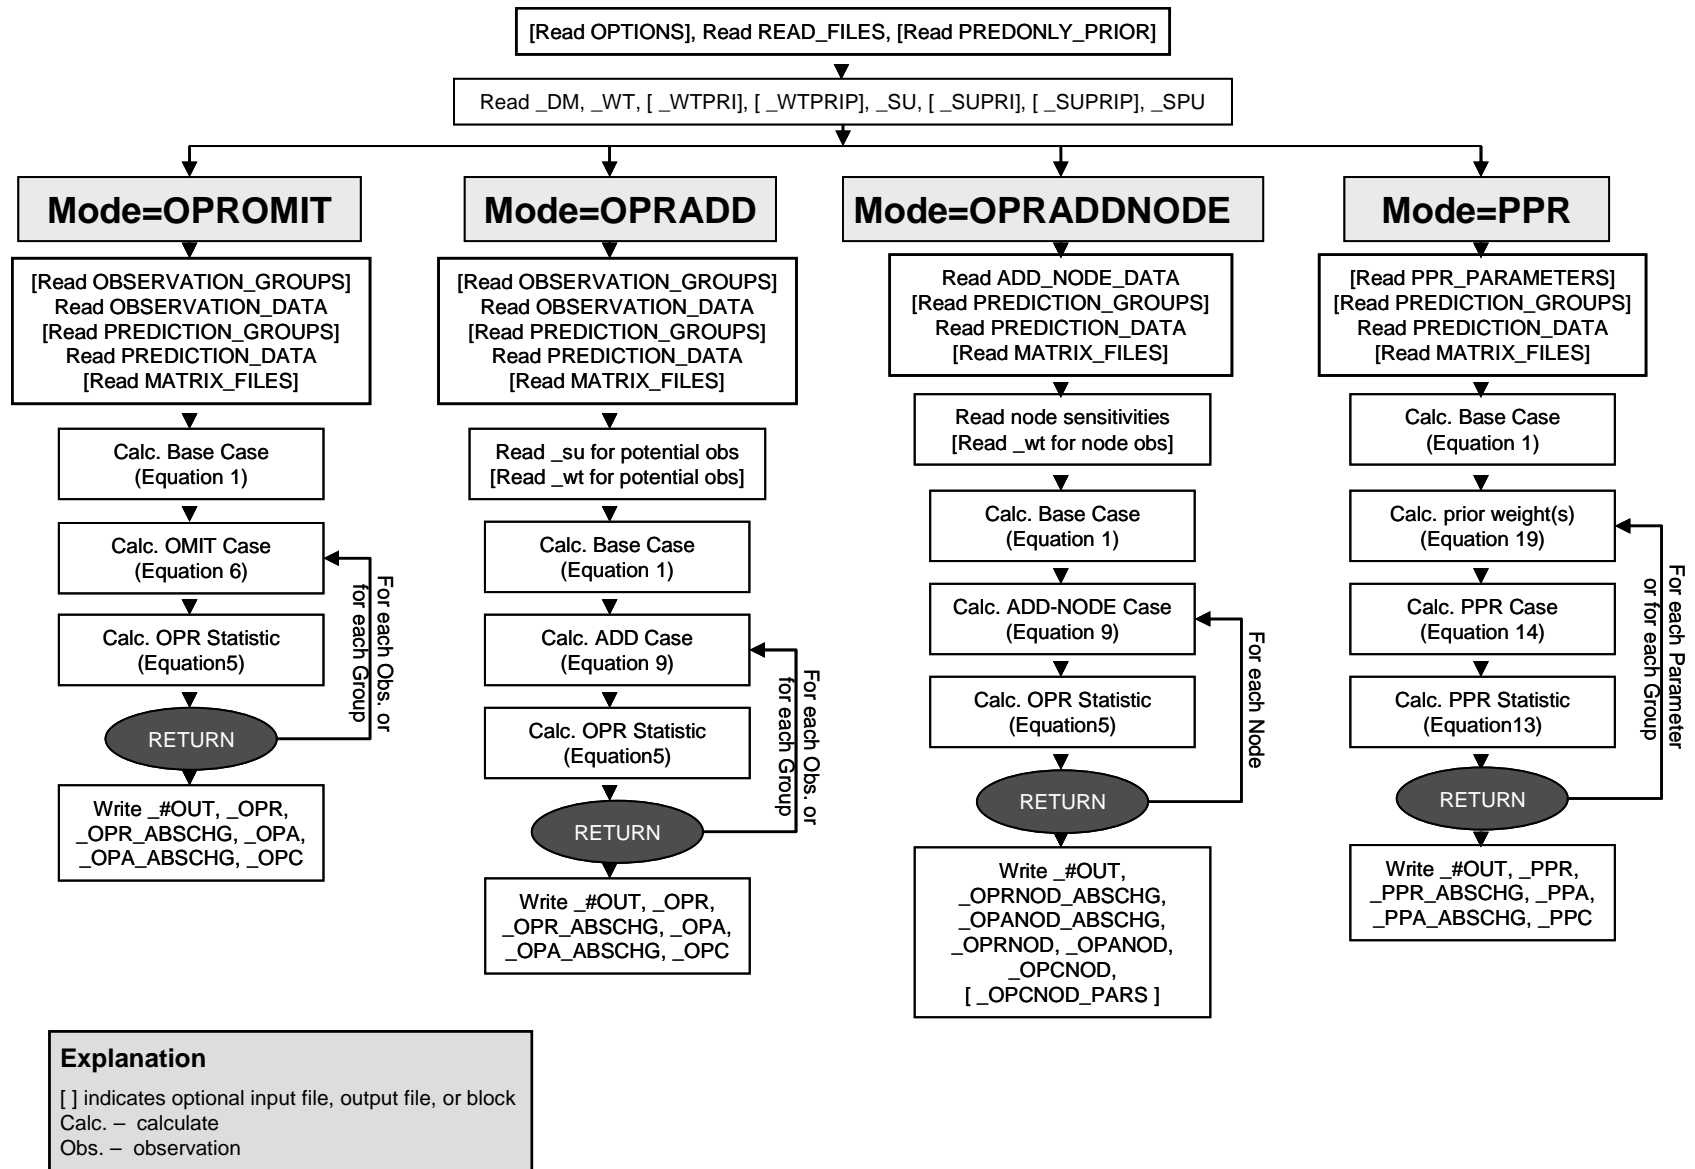 [Read OPTIONS], Read READ_FILES, [Read PREDONLY_PRIOR]
Read _DM, _WT, [ _WTPRI], [ _WTPRIP], _SU, [ _SUPRI], [ _SUPRIP], _SPU
Mode=OPROMIT
[Read OBSERVATION_GROUPS]
Read OBSERVATION_DATA
[Read PREDICTION_GROUPS]
Read PREDICTION_DATA
[Read MATRIX_FILES]
Calc. Base Case
(Equation 1)
Calc. OMIT Case
(Equation 6)
Calc. OPR Statistic
(Equation5)
For each Obs. or
for each Group
RETURN
Write _#OUT, _OPR,
_OPR_ABSCHG, _OPA,
_OPA_ABSCHG, _OPC
Mode=OPRADD
[Read OBSERVATION_GROUPS]
Read OBSERVATION_DATA
[Read PREDICTION_GROUPS]
Read PREDICTION_DATA
[Read MATRIX_FILES]
Read _su for potential obs
[Read _wt for potential obs]
Calc. Base Case
(Equation 1)
Calc. ADD Case
(Equation 9)
Calc. OPR Statistic
(Equation5)
For each Obs. or
for each Group
RETURN
Write _#OUT, _OPR,
_OPR_ABSCHG, _OPA,
_OPA_ABSCHG, _OPC
Mode=OPRADDNODE
Read ADD_NODE_DATA
[Read PREDICTION_GROUPS]
Read PREDICTION_DATA
[Read MATRIX_FILES]
Read node sensitivities
[Read _wt for node obs]
Calc. Base Case
(Equation 1)
Calc. ADD-NODE Case
(Equation 9)
Calc. OPR Statistic
(Equation5)
For each Node
RETURN
Write _#OUT,
_OPRNOD_ABSCHG,
_OPANOD_ABSCHG,
_OPRNOD, _OPANOD,
_OPCNOD,
[ _OPCNOD_PARS ]
Mode=PPR
[Read PPR_PARAMETERS]
[Read PREDICTION_GROUPS]
Read PREDICTION_DATA
[Read MATRIX_FILES]
Calc. Base Case
(Equation 1)
Calc. prior weight(s)
(Equation 19)
Calc. PPR Case
(Equation 14)
Calc. PPR Statistic
(Equation13)
For each Parameter
or for each Group
RETURN
Write _#OUT, _PPR,
_PPR_ABSCHG, _PPA,
_PPA_ABSCHG, _PPC
Explanation
[ ] indicates optional input file, output file, or block
Calc. – calculate
Obs. – observation